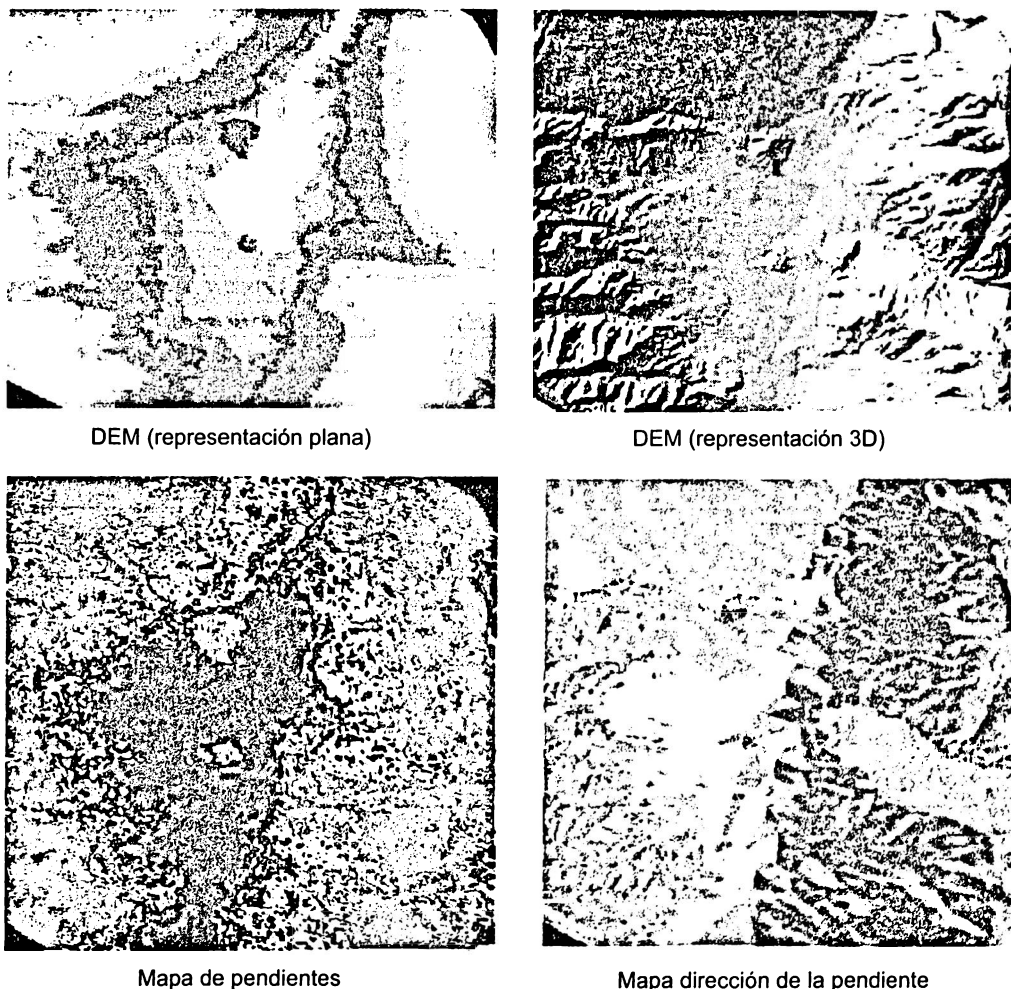 DEM (representación plana)
DEM (representación 3D)
Mapa de pendientes
Mapa dirección de la pendiente